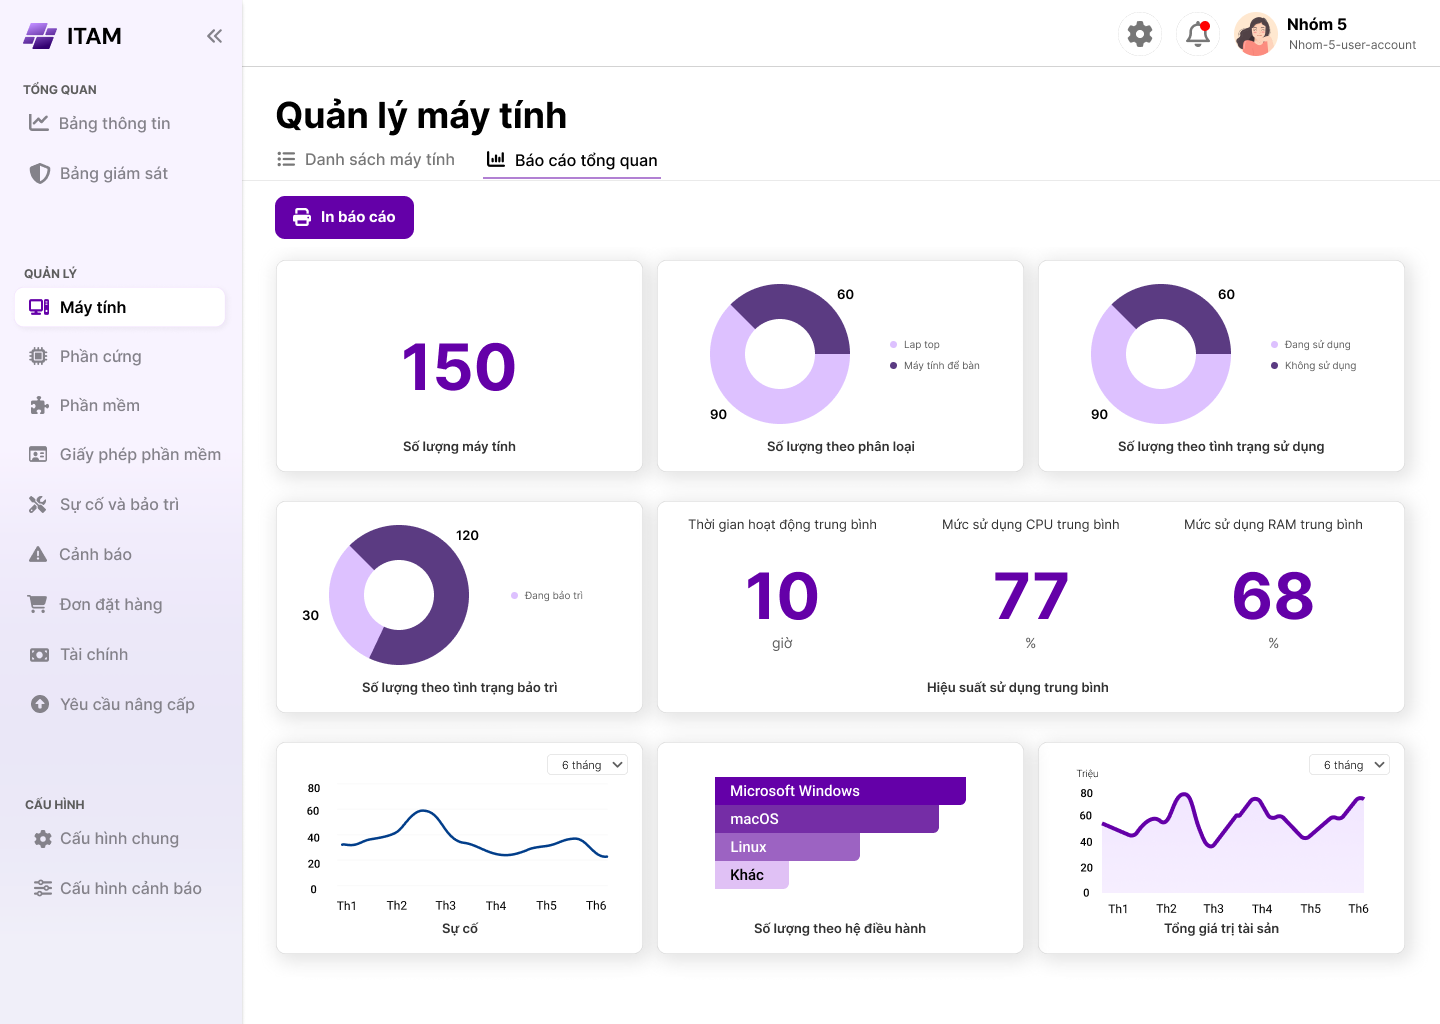 ITAM
Nhóm 5
Nhom-5-user-account
TỔNG QUAN
Bảng thông tin
Bảng giám sát
QUẢN LÝ
Máy tính
Phần cứng
Phần mềm
Giấy phép phần mềm
Sự cố và bảo trì
Cảnh báo
Đơn đặt hàng
Tài chính
Yêu cầu nâng cấp
CẤU HÌNH
Cấu hình chung
Cấu hình cảnh báo
Quản lý máy tính
Danh sách máy tính
Báo cáo tổng quan
In báo cáo
150
Số lượng máy tính
60
90
Lap top
Máy tính để bàn
Số lượng theo phân loại
60
90
Đang sử dụng
Không sử dụng
Số lượng theo tình trạng sử dụng
120
30
Đang bảo trì
Số lượng theo tình trạng bảo trì
Thời gian hoạt động trung bình
10
giờ
Mức sử dụng CPU trung bình
77
%
Mức sử dụng RAM trung bình
68
%
Hiệu suất sử dụng trung bình
6 tháng
80
60
40
20
0
Th1 Th2 Th3 Th4 Th5 Th6
Sự cố
Microsoft Windows
macOS
Linux
Khác
Số lượng theo hệ điều hành
6 tháng
Triệu
80
60
40
20
0
Th1 Th2 Th3 Th4 Th5 Th6
Tổng giá trị tài sản